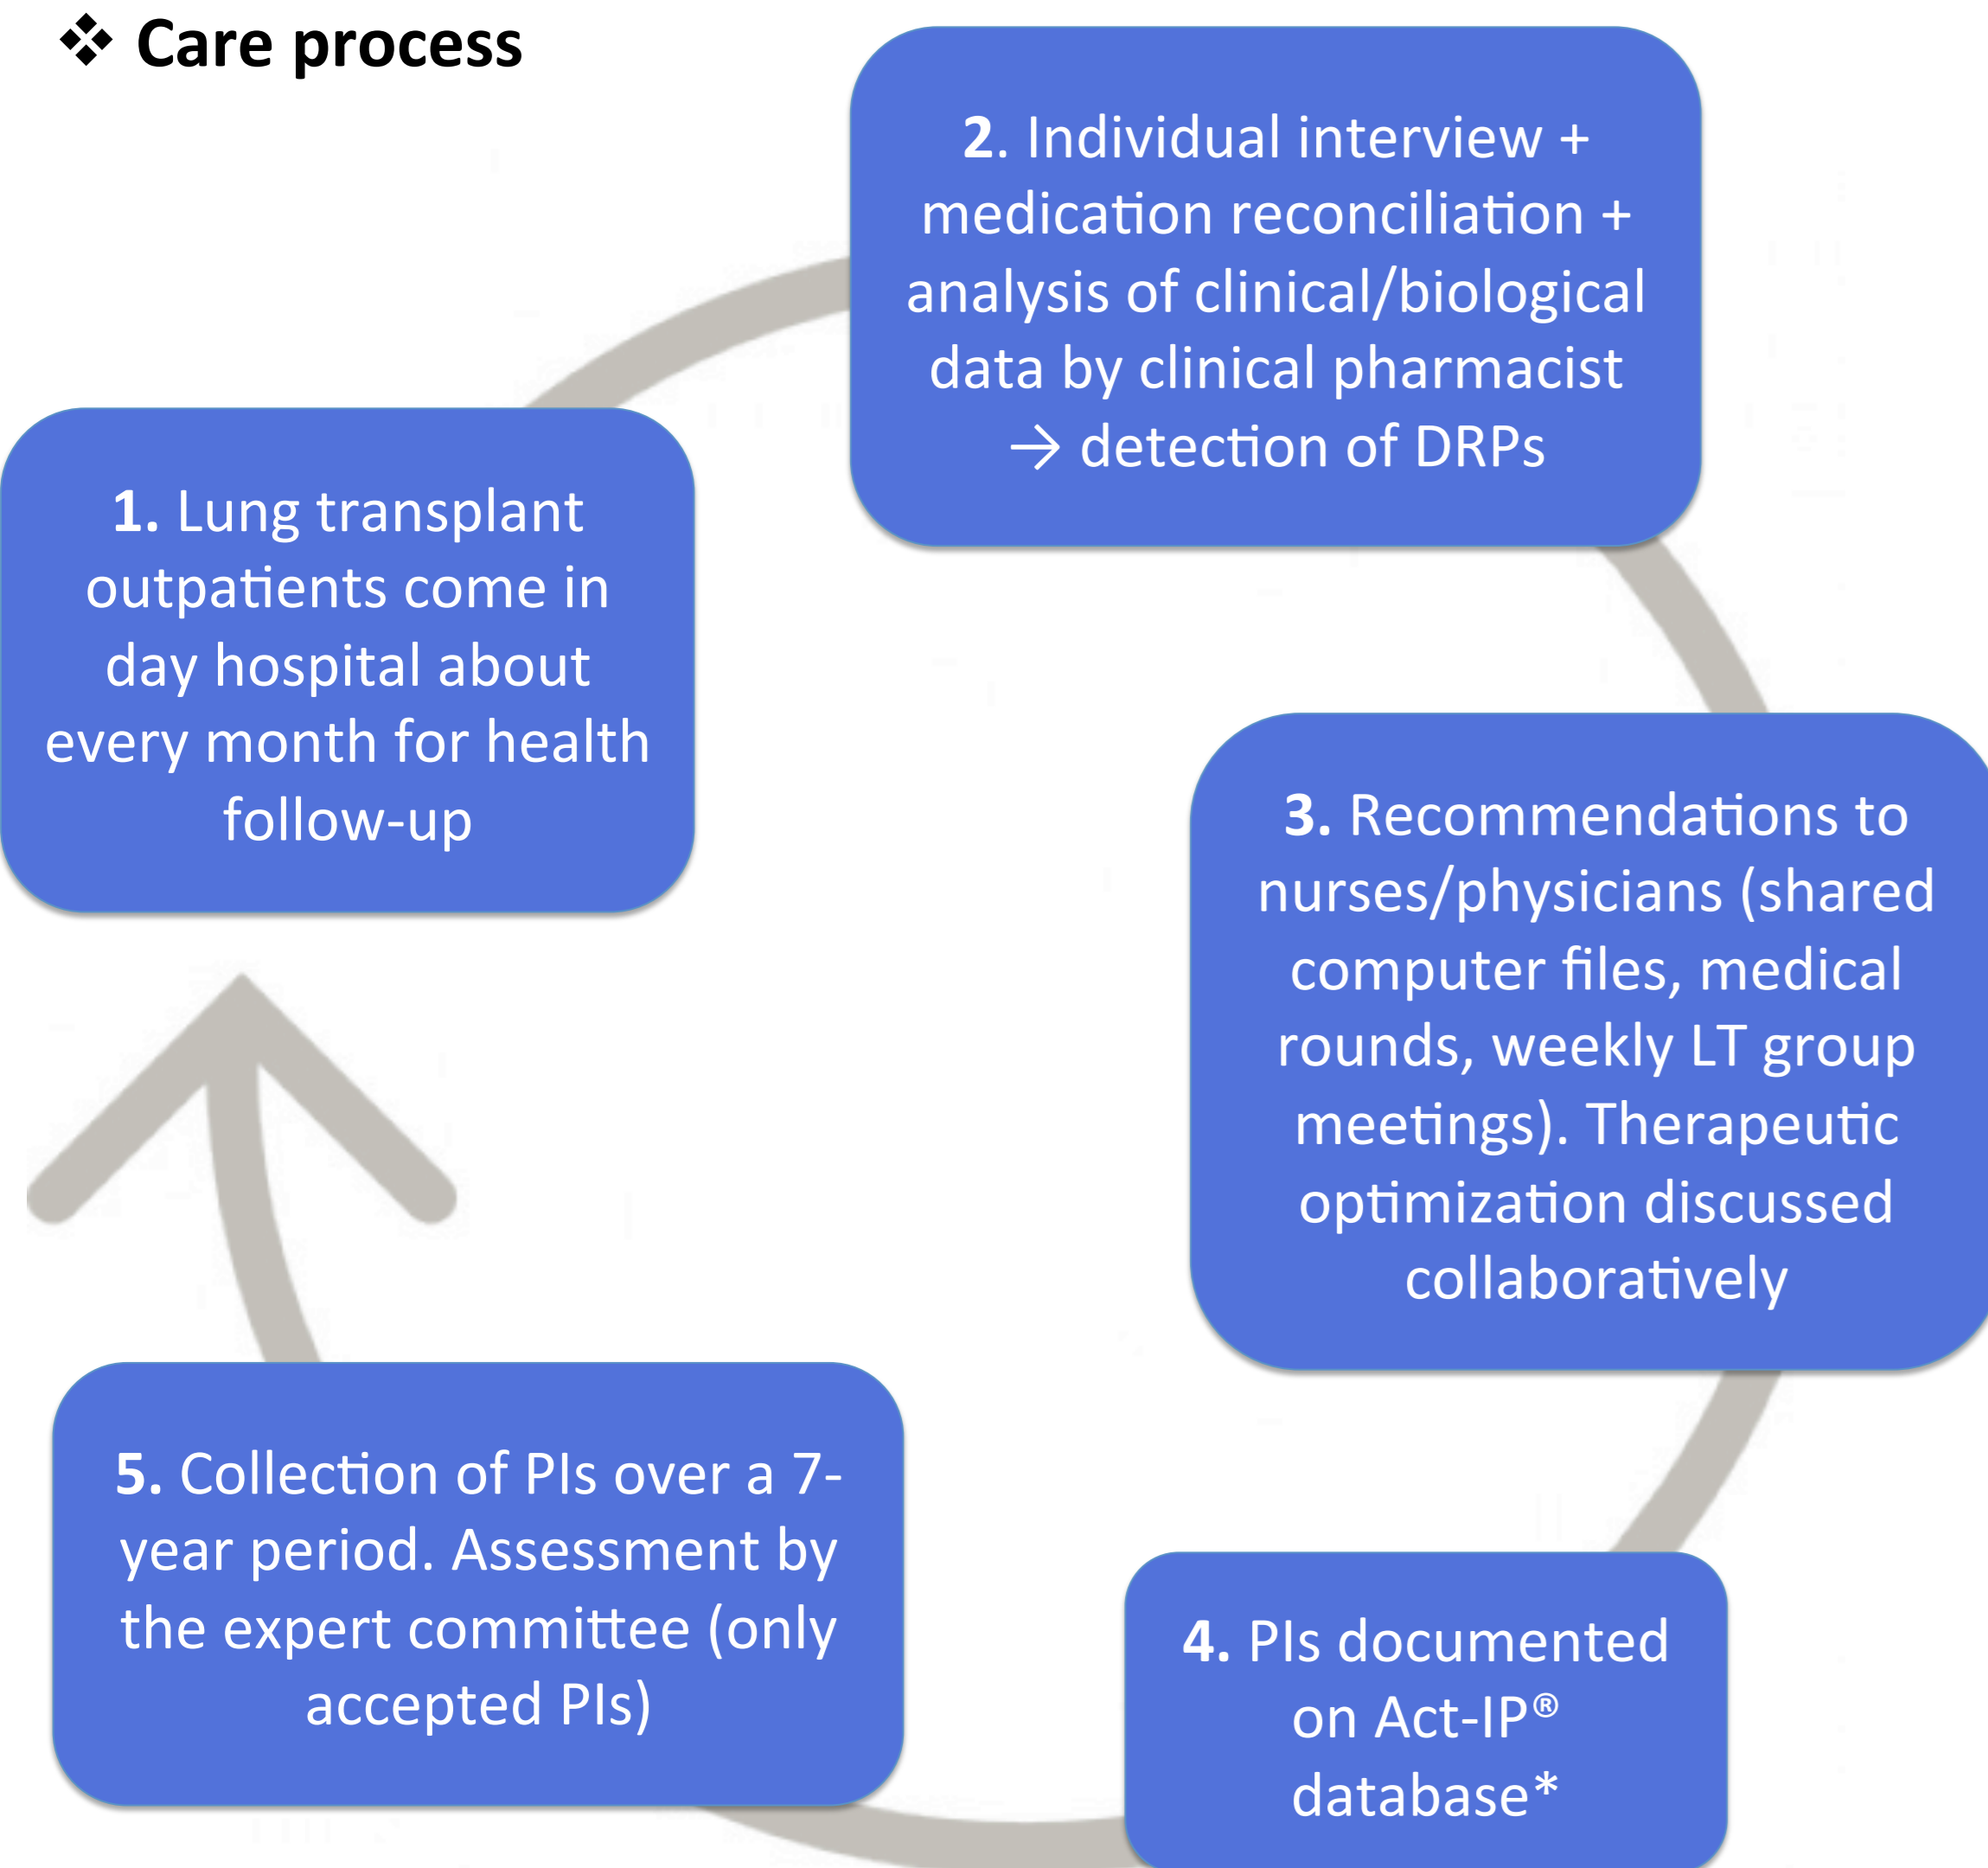 ❖ Care process
2. Individual interview +
medication reconciliation +
analysis of clinical/biological
data by clinical pharmacist
→ detection of DRPs
1. Lung transplant
outpatients come in
day hospital about
every month for health
follow-up
3. Recommendations to
nurses/physicians (shared
computer files, medical
rounds, weekly LT group
meetings). Therapeutic
optimization discussed
collaboratively
5. Collection of PIs over a 7-
year period. Assessment by
the expert committee (only
accepted PIs)
4. PIs documented
on Act-IP®
database*